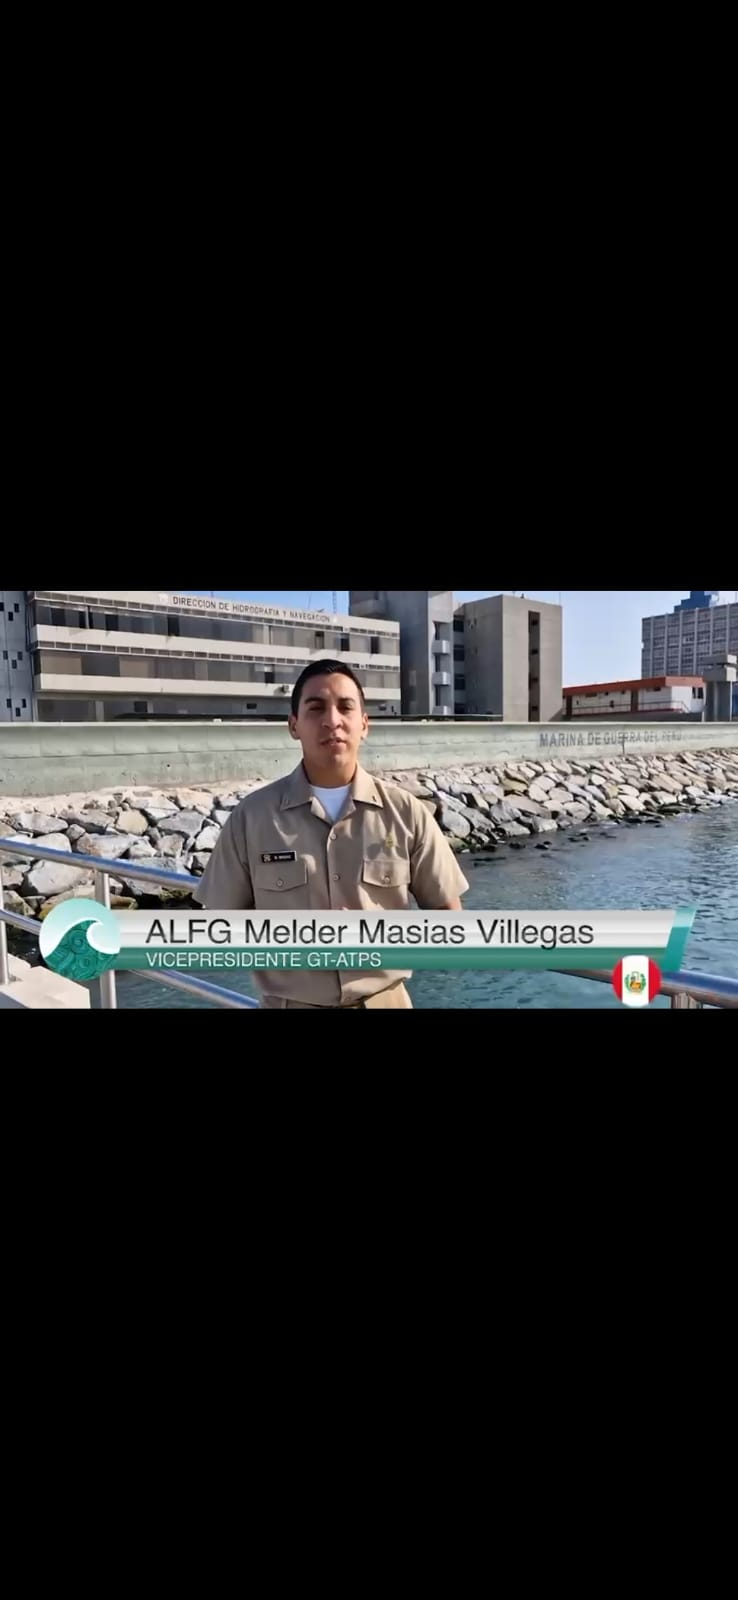 DIRECCION DE HIDROGRAFIA Y NAVEGACION
MARINA DE GUERRA DEL PERU
ALFG Melder Masias Villegas
VICEPRESIDENTE GT-ATPS